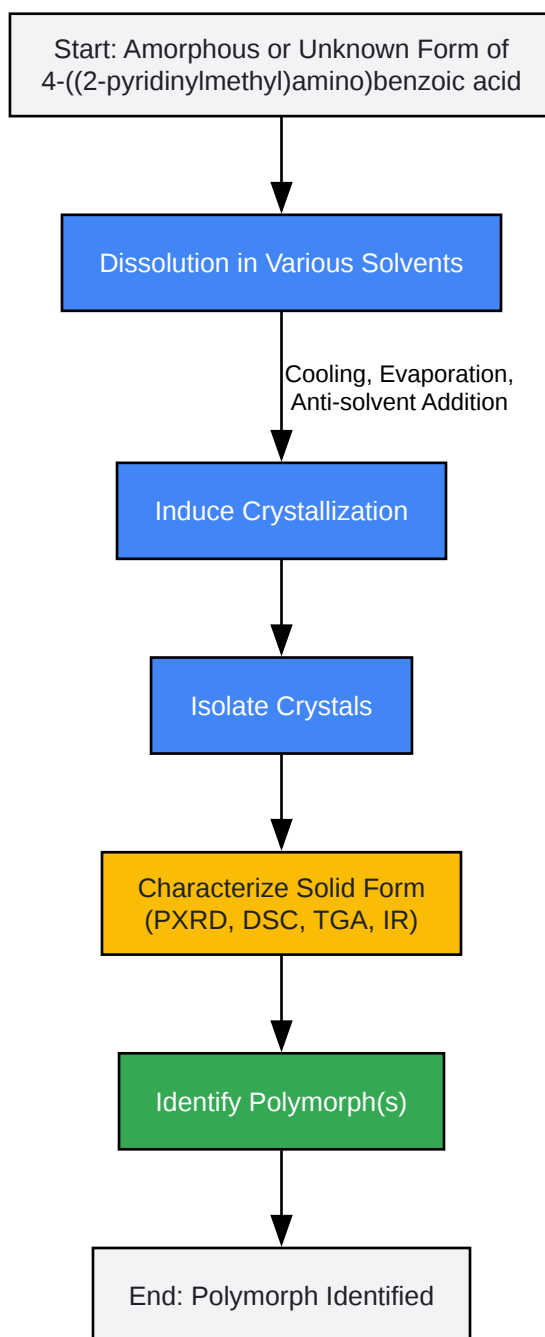 Start: Amorphous or Unknown Form of
4-((2-pyridinylmethyl)amino)benzoic acid
Dissolution in Various Solvents
Cooling, Evaporation,
Anti-solvent Addition
Induce Crystallization
Isolate Crystals
Characterize Solid Form
(PXRD, DSC, TGA, IR)
Identify Polymorph(s)
End: Polymorph Identified